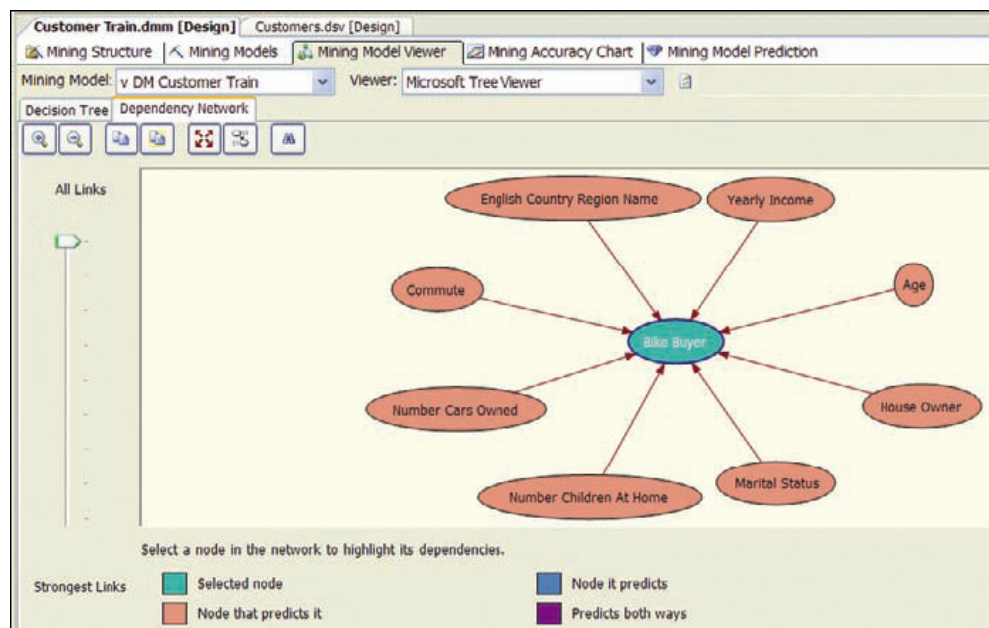 Customer Train.dmm [Design] Customers.dsv [Design]
Mining Structure Mining Models Mining Model Viewer Mining Accuracy Chart Mining Model Prediction
Mining Model: v DM Customer Train Viewer: Microsoft Tree Viewer
Decision Tree Dependency Network
All Links
English Country Region Name Yearly Income
Commute Age
Bike Buyer
Number Cars Owned House Owner
Number Children At Home Marital Status
Select a node in the network to highlight its dependencies.
Strongest Links Selected node Node it predicts
Node that predicts it Predicts both ways